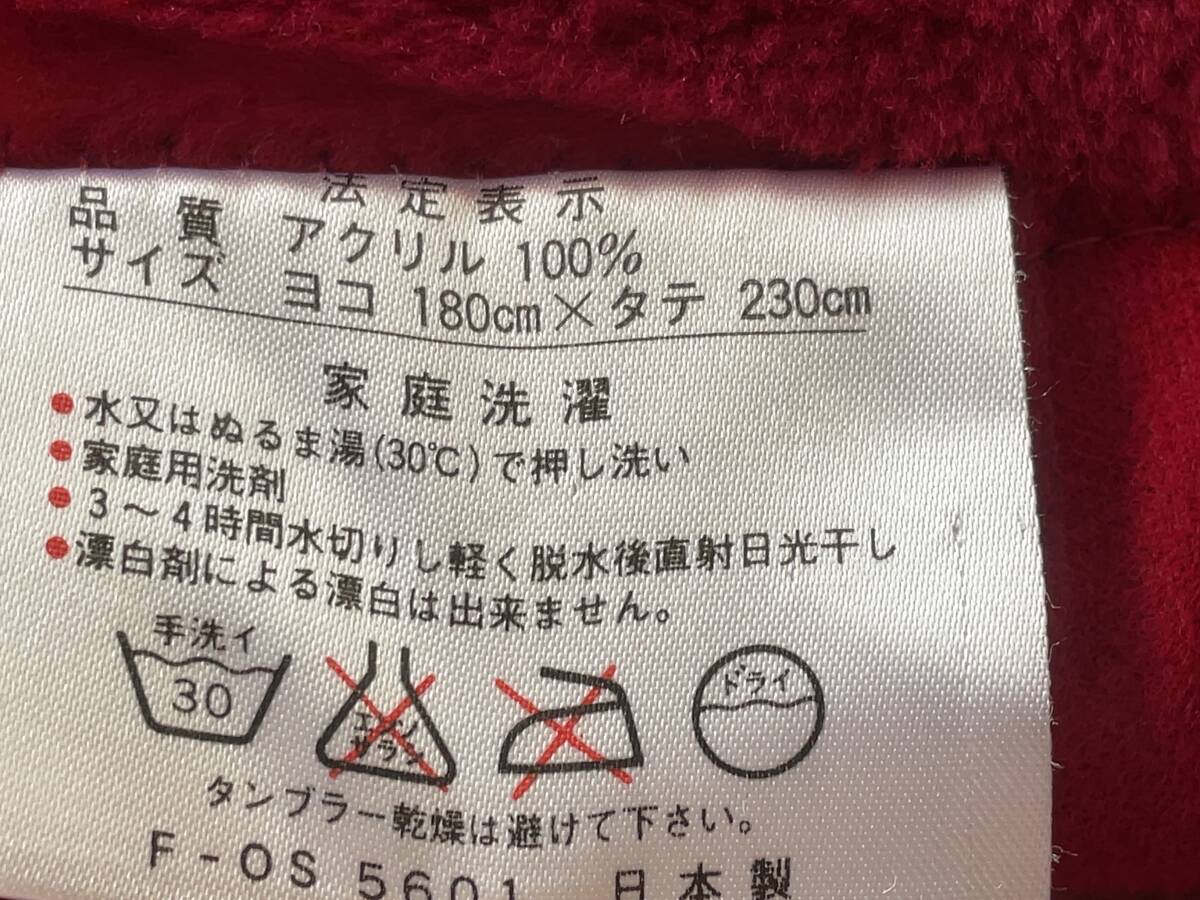 法定表示
品質 アクリル 100%
サイズ ヨコ 180cm×タテ 230cm
家庭洗濯
●水又はぬるま湯(30℃)で押し洗い
●家庭用洗剤
●3～4時間水切りし軽く脱水後直射日光干し
●漂白剤による漂白は出来ません。
手洗イ
30
エンソ
サラシ
ドライ
タンブラー乾燥は避けて下さい。
F-OS 5601 日本製